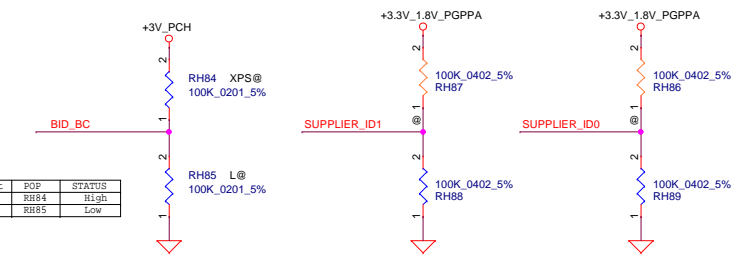 +3V_PCH
+3.3V_1.8V_PGPPA
+3.3V_1.8V_PGPPA
2
2
2
RH84 XPS@
100K_0201_5%
100K_0402_5%
RH87
100K_0402_5%
RH86
1
@ 1
@ 1
BID_BC
SUPPLIER_ID1
SUPPLIER_ID0
2
2
2
RH85 L@
100K_0201_5%
100K_0402_5%
RH88
100K_0402_5%
RH89
1
1
1
POP STATUS
RH84 High
RH85 Low